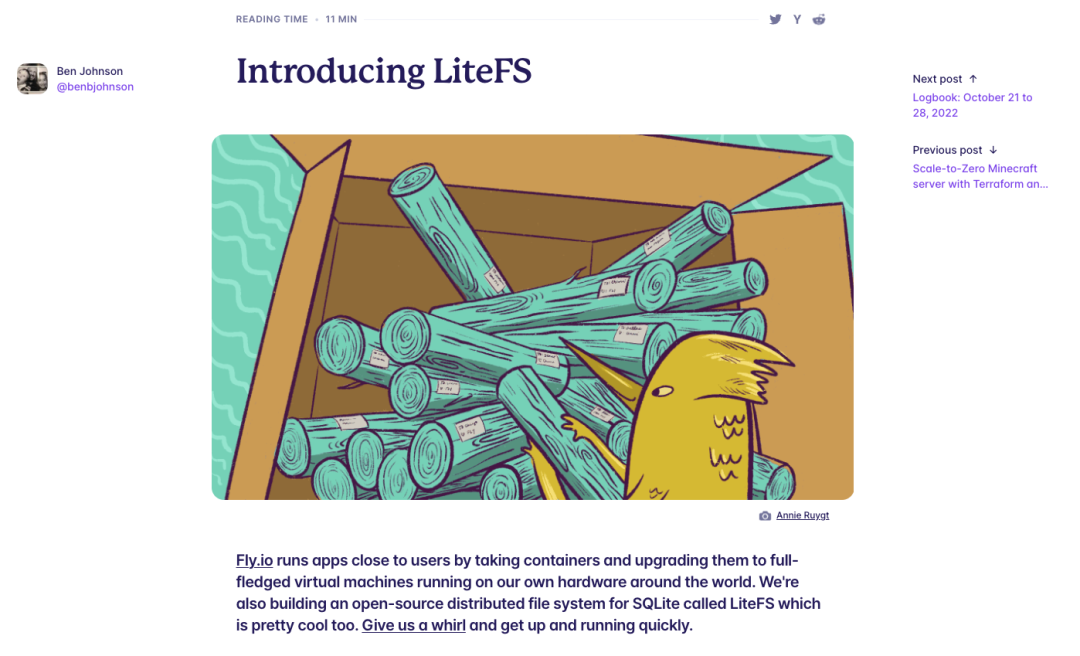 READING TIME • 11 MIN
Ben Johnson
@benbjohnson
Introducing LiteFS
Next post ↑
Logbook: October 21 to
28, 2022
Previous post ↓
Scale-to-Zero Minecraft
server with Terraform an...
Annie Ruygt
Fly.io runs apps close to users by taking containers and upgrading them to full-
fledged virtual machines running on our own hardware around the world. We're
also building an open-source distributed file system for SQLite called LiteFS which
is pretty cool too. Give us a whirl and get up and running quickly.